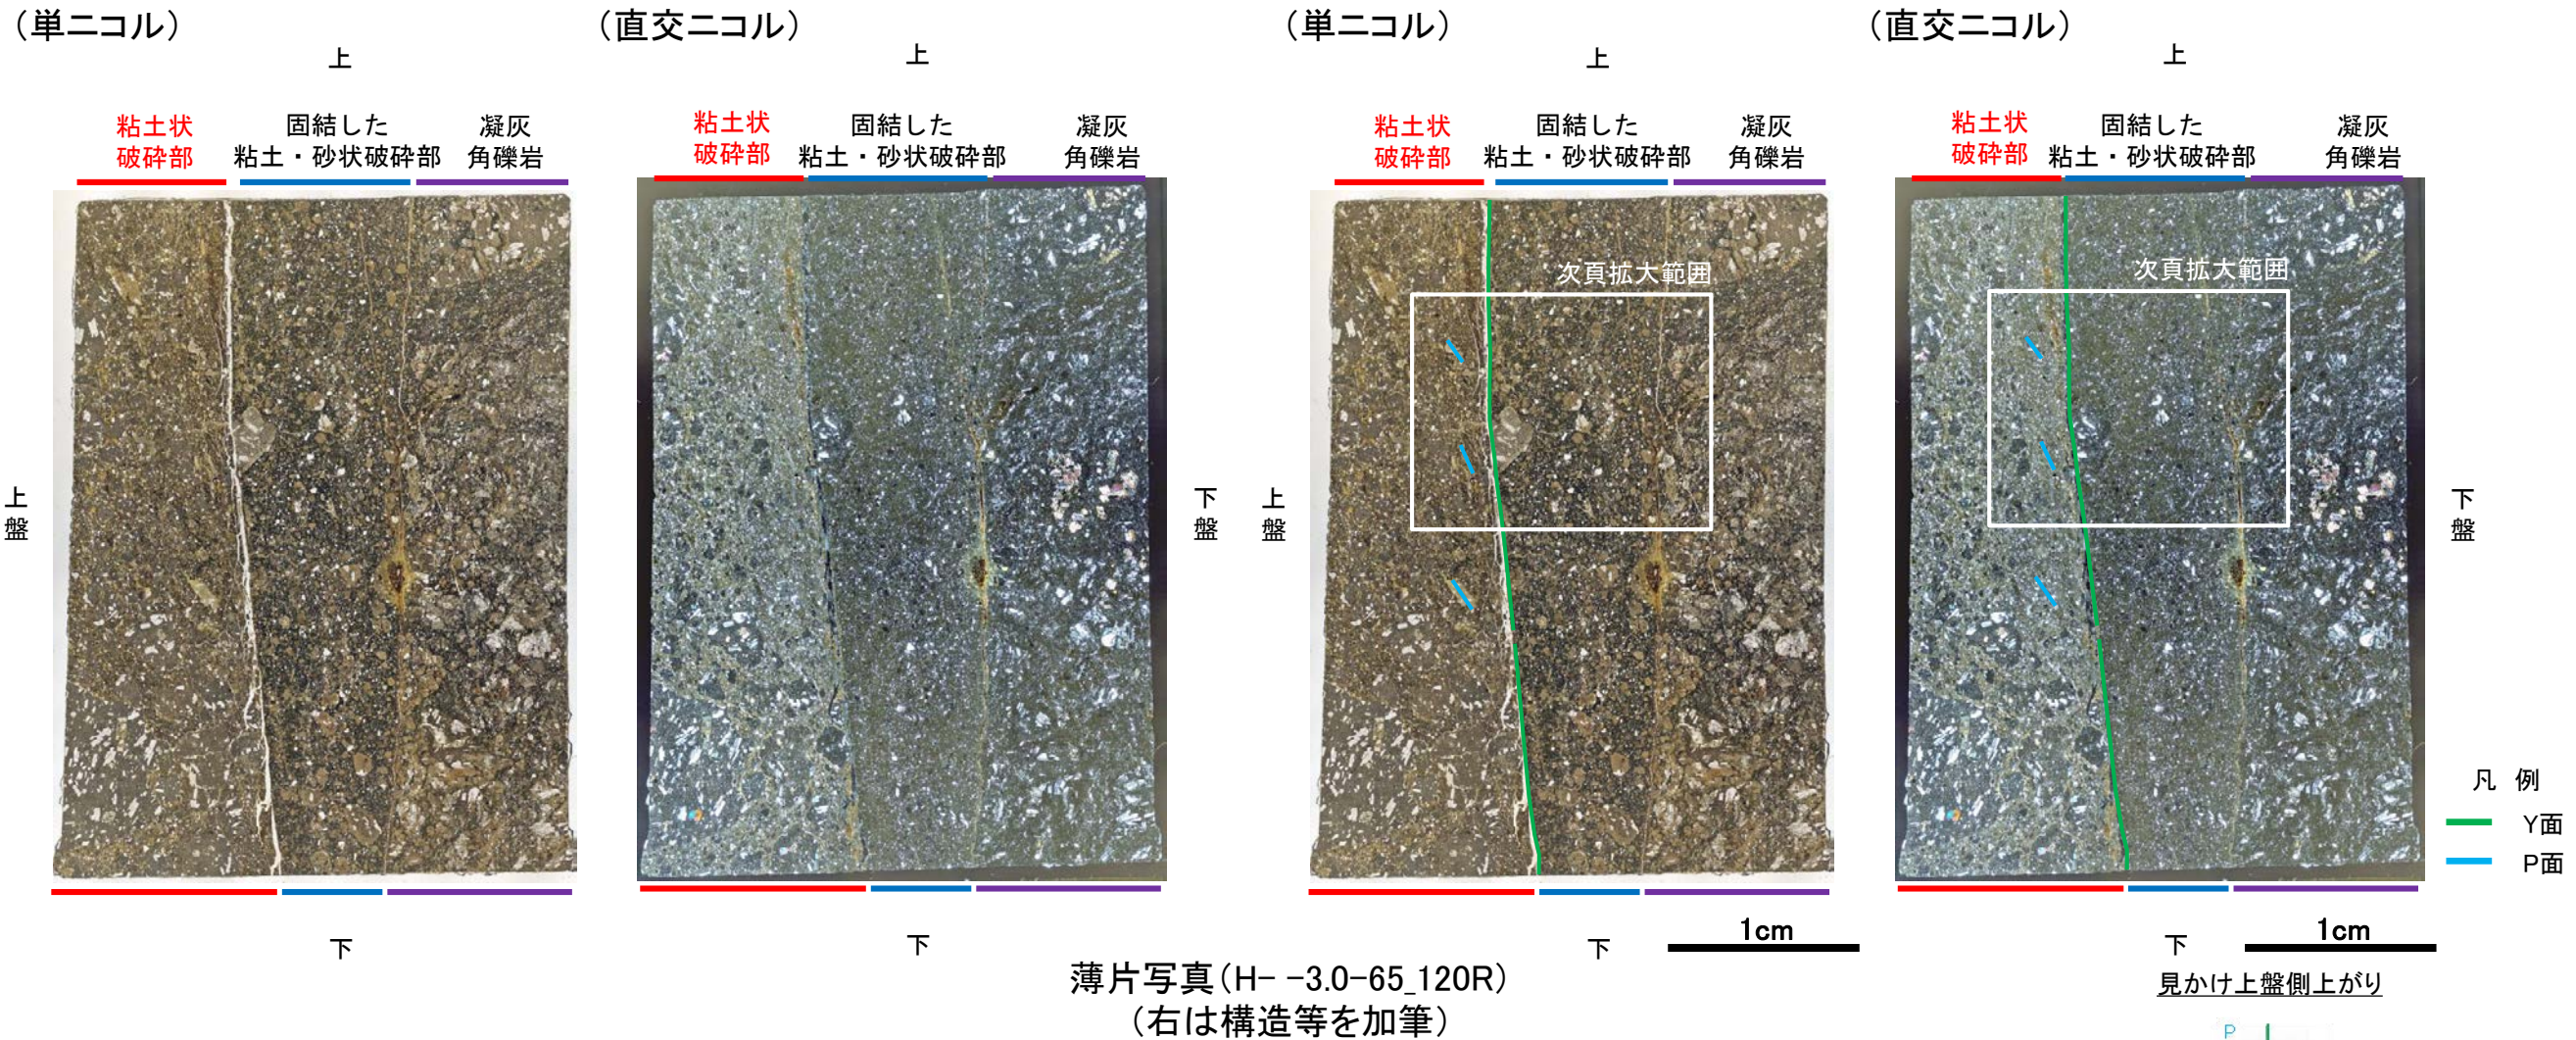 (単ニコル)
(直交ニコル)
(単ニコル)
(直交ニコル)
上
上
上
上
粘土状
破砕部
固結した
粘土・砂状破砕部
凝灰
角礫岩
粘土状
破砕部
固結した
粘土・砂状破砕部
凝灰
角礫岩
粘土状
破砕部
固結した
粘土・砂状破砕部
凝灰
角礫岩
粘土状
破砕部
固結した
粘土・砂状破砕部
凝灰
角礫岩
次頁拡大範囲
次頁拡大範囲
上盤
下盤
上盤
下盤
凡 例
Y面
P面
下
下
下
下
1cm
1cm
薄片写真(H- -3.0-65_120R)
(右は構造等を加筆)
見かけ上盤側上がり
P